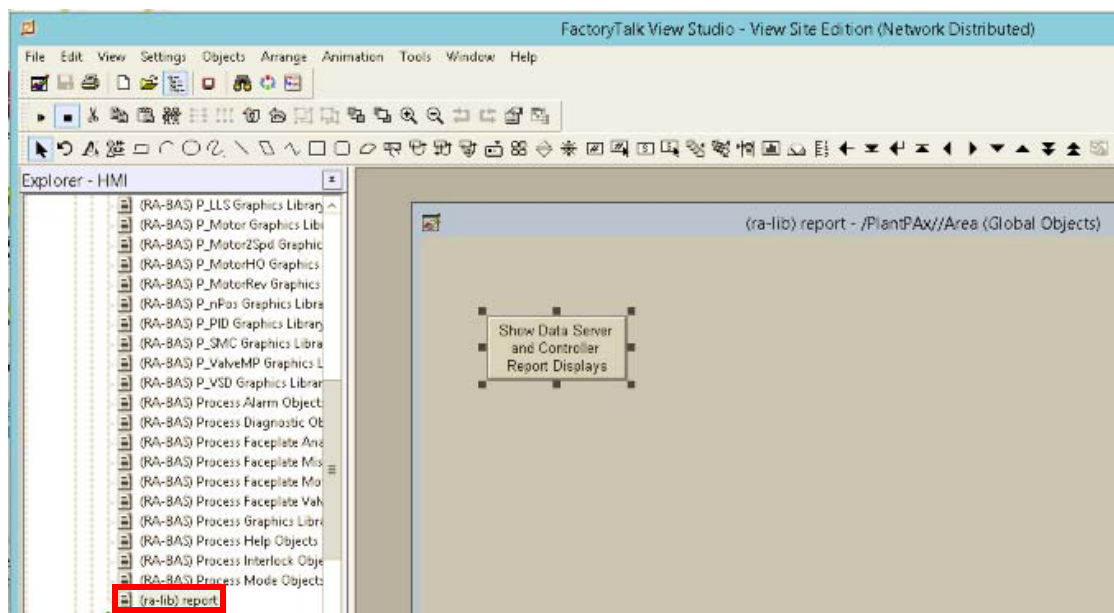 FactoryTalk View Studio - View Site Edition (Network Distributed)
File Edit View Settings Objects Arrange Animation Tools Window Help
Explorer - HMI
(RA-BAS) P_LLS Graphics Library
(RA-BAS) P_Motor Graphics Libr
(RA-BAS) P_Motor2Spd Graphic
(RA-BAS) P_MotorHO Graphics
(RA-BAS) P_MotorRev Graphics
(RA-BAS) P_nPos Graphics Libra
(RA-BAS) P_PID Graphics Library
(RA-BAS) P_SMC Graphics Libra
(RA-BAS) P_ValveMP Graphics L
(RA-BAS) P_VSD Graphics Librar
(RA-BAS) Process Alarm Object
(RA-BAS) Process Diagnostic Ob
(RA-BAS) Process Faceplate Ana
(RA-BAS) Process Faceplate Mis
(RA-BAS) Process Faceplate Mo
(RA-BAS) Process Faceplate Valv
(RA-BAS) Process Graphics Libra
(RA-BAS) Process Help Objects
(RA-BAS) Process Interlock Obje
(RA-BAS) Process Mode Objects
(ra-lib) report
(ra-lib) report - /PlantPAx//Area (Global Objects)
Show Data Server
and Controller
Report Displays